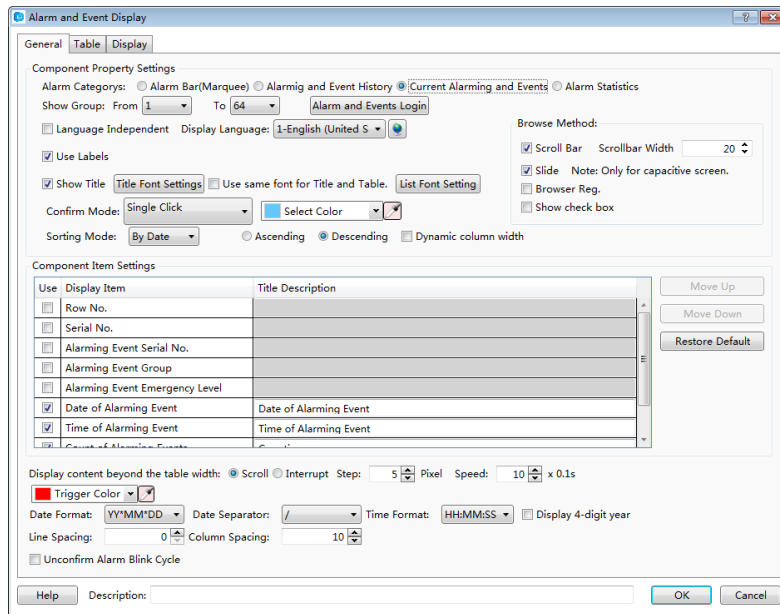 Alarm and Event Display
General Table Display
Component Property Settings
Alarm Categorys: Alarm Bar(Marquee) Alarmig and Event History Current Alarming and Events Alarm Statistics
Show Group: From 1 To 64 Alarm and Events Login
Language Independent Display Language: 1-English (United S
Browse Method:
Scroll Bar Scrollbar Width 20
Use Labels
Slide Note: Only for capacitive screen.
Show Title Title Font Settings Use same font for Title and Table. List Font Setting
Browser Reg.
Confirm Mode: Single Click Select Color
Show check box
Sorting Mode: By Date Ascending Descending Dynamic column width
Component Item Settings
Use Display Item Title Description
Move Up
Row No.
Serial No.
Move Down
Alarming Event Serial No.
Restore Default
Alarming Event Group
Alarming Event Emergency Level
Date of Alarming Event Date of Alarming Event
Time of Alarming Event Time of Alarming Event
Count of Alarming Events
Display content beyond the table width: Scroll Interrupt Step: 5 Pixel Speed: 10 x 0.1s
Trigger Color
Date Format: YY*MM*DD Date Separator: / Time Format: HH:MM:SS Display 4-digit year
Line Spacing: 0 Column Spacing: 10
Unconfirm Alarm Blink Cycle
Help Description: OK Cancel